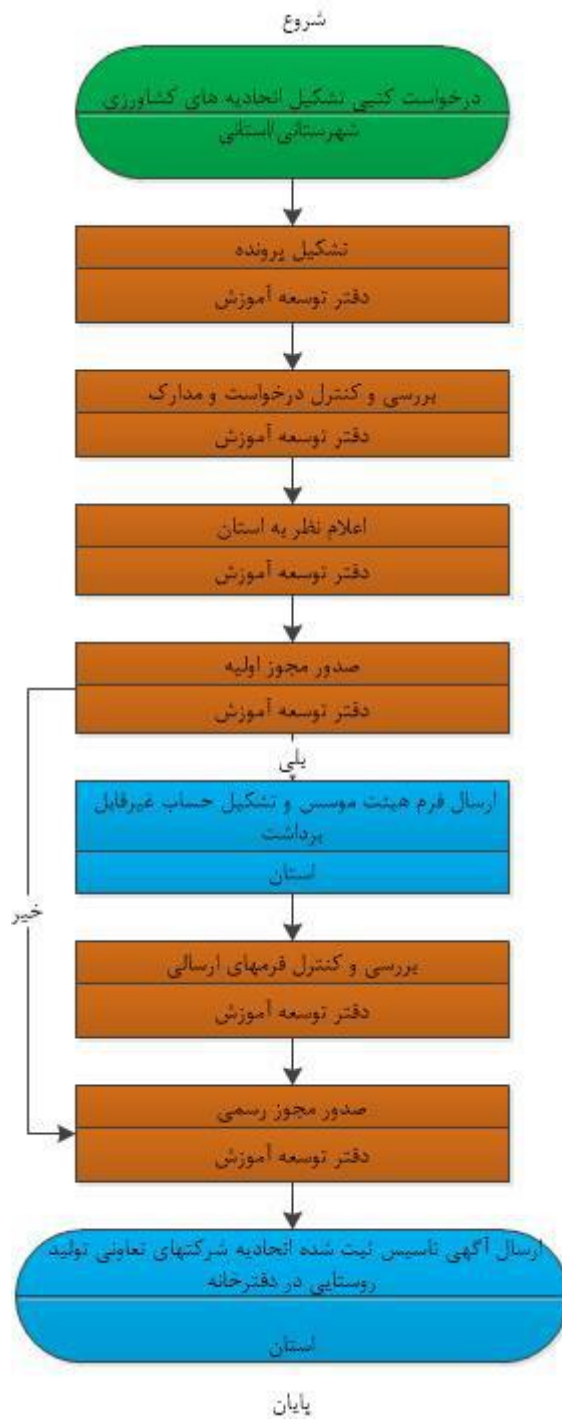 شروع
درخواست کتبی تشکیل اتحادیه های کشاورزی
شهرستانی/استانی
تشکیل پرونده
دفتر توسعه آموزش
بررسی و کنترل درخواست و مدارک
دفتر توسعه آموزش
اعلام نظر به استان
دفتر توسعه آموزش
صدور مجوز اولیه
دفتر توسعه آموزش
بلی
ارسال فرم هیئت موسس و تشکیل حساب غیرقابل
برداشت
استان
خیر
بررسی و کنترل فرمهای ارسالی
دفتر توسعه آموزش
صدور مجوز رسمی
دفتر توسعه آموزش
ارسال آگهی تاسیس ثبت شده اتحادیه شرکتهای تعاونی تولید
روستایی در دفترخانه
استان
پایان